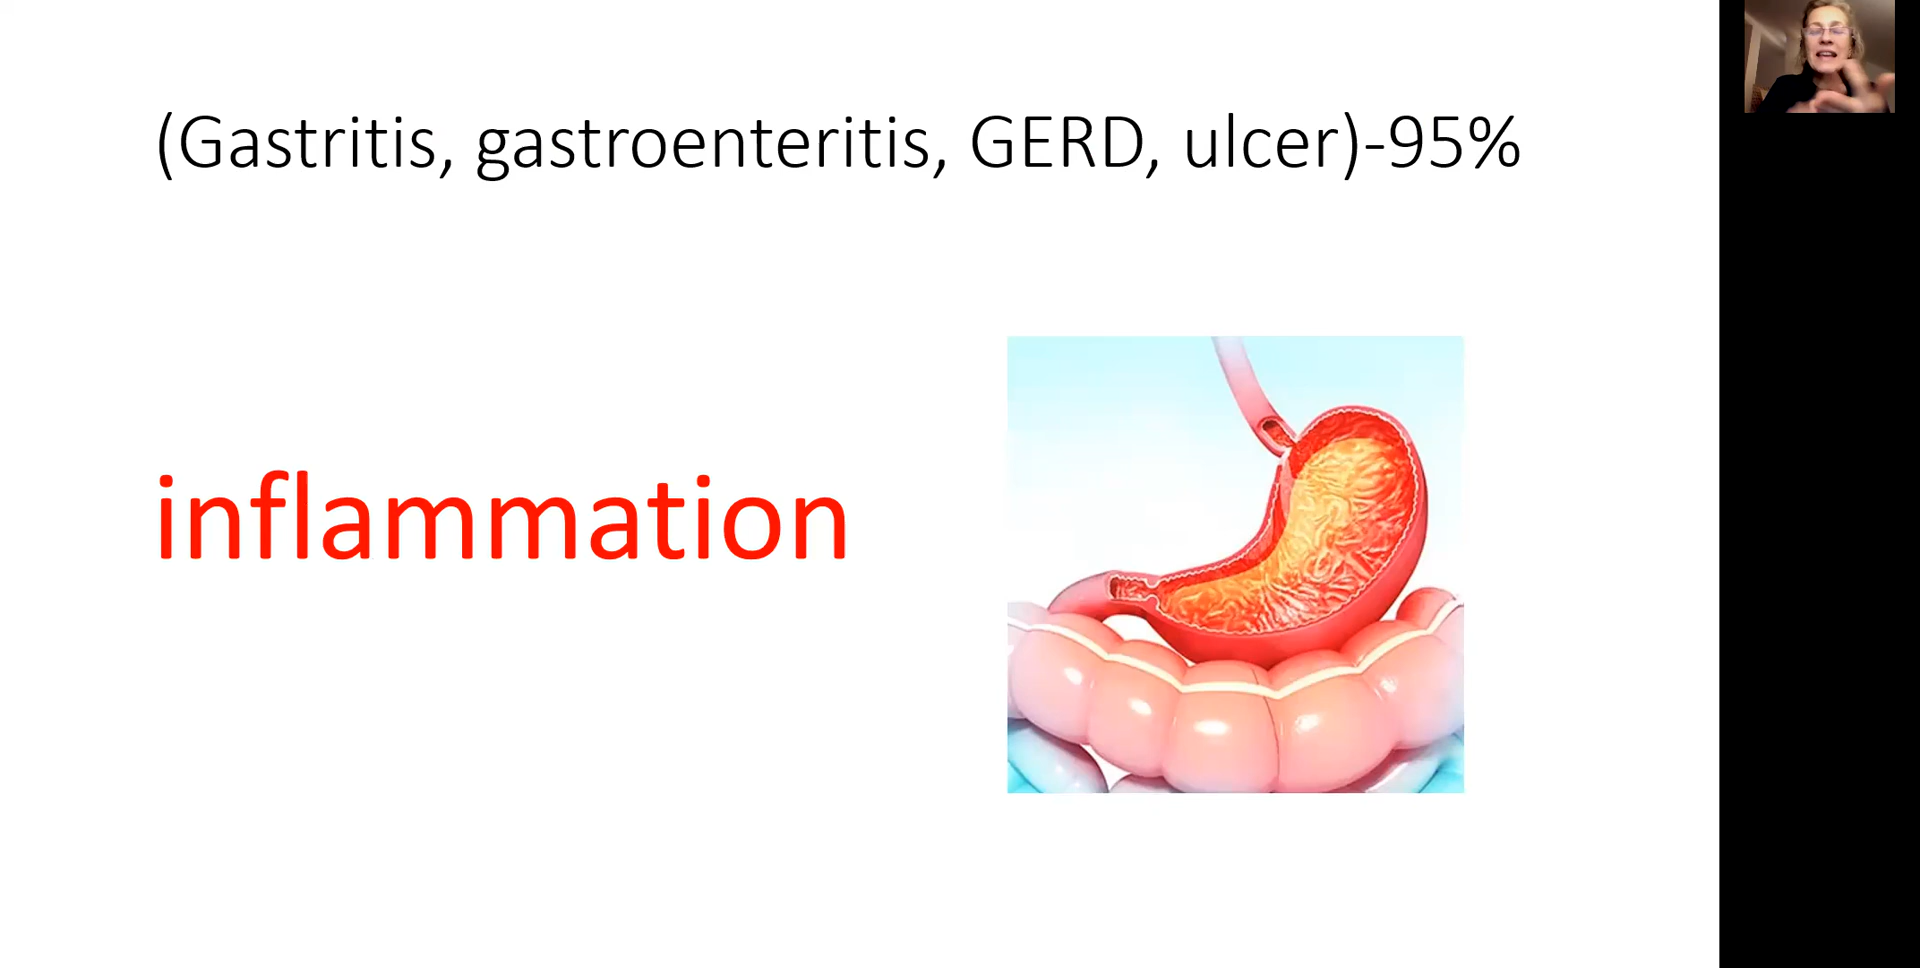 (Gastritis, gastroenteritis, GERD, ulcer)-95%
inflammation